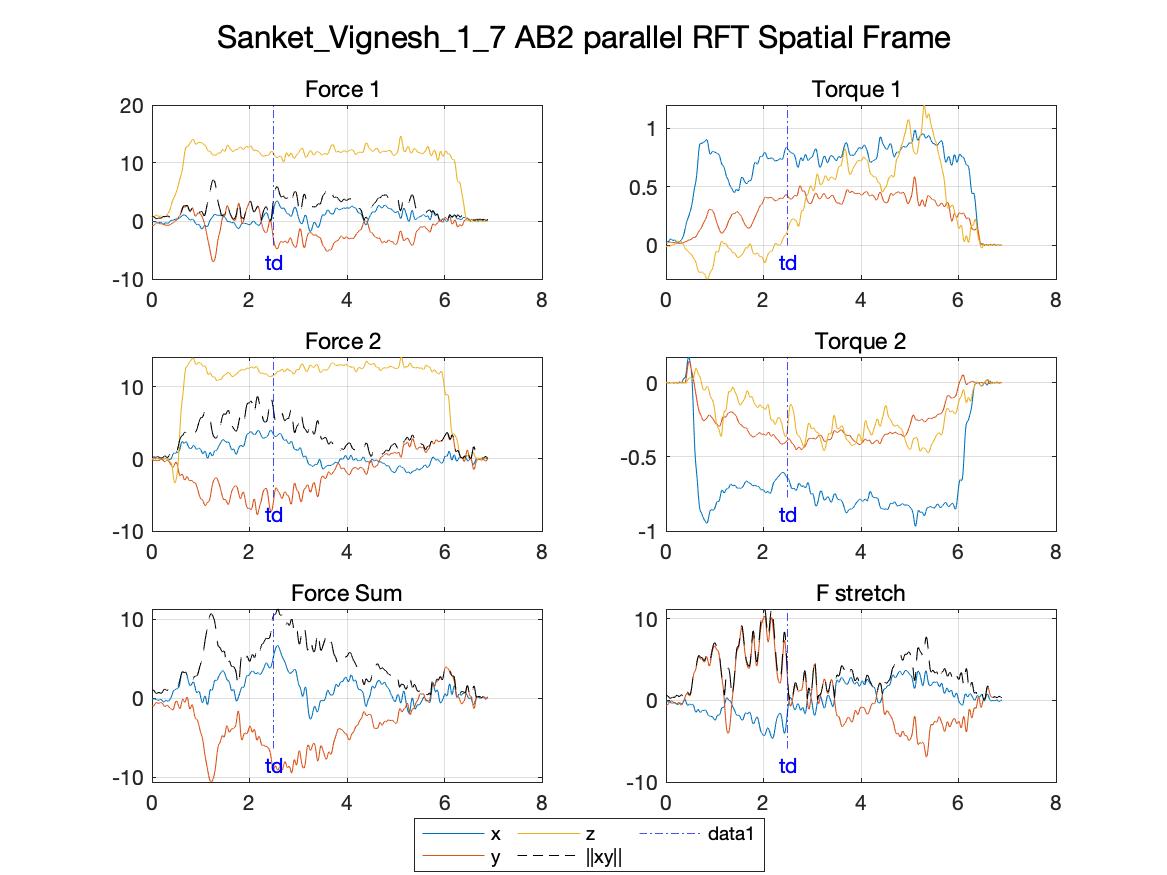 Sanket_Vignesh_1_7 AB2 parallel RFT Spatial Frame
Force 1
20
10
0
-10
0 2 4 6 8
td
Torque 1
1
0.5
0
0 2 4 6 8
td
Force 2
10
0
-10
0 2 4 6 8
td
Torque 2
0
-0.5
-1
0 2 4 6 8
td
Force Sum
10
0
-10
0 2 4 6 8
td
F stretch
10
0
-10
0 2 4 6 8
td
x z data1
y ||xy||